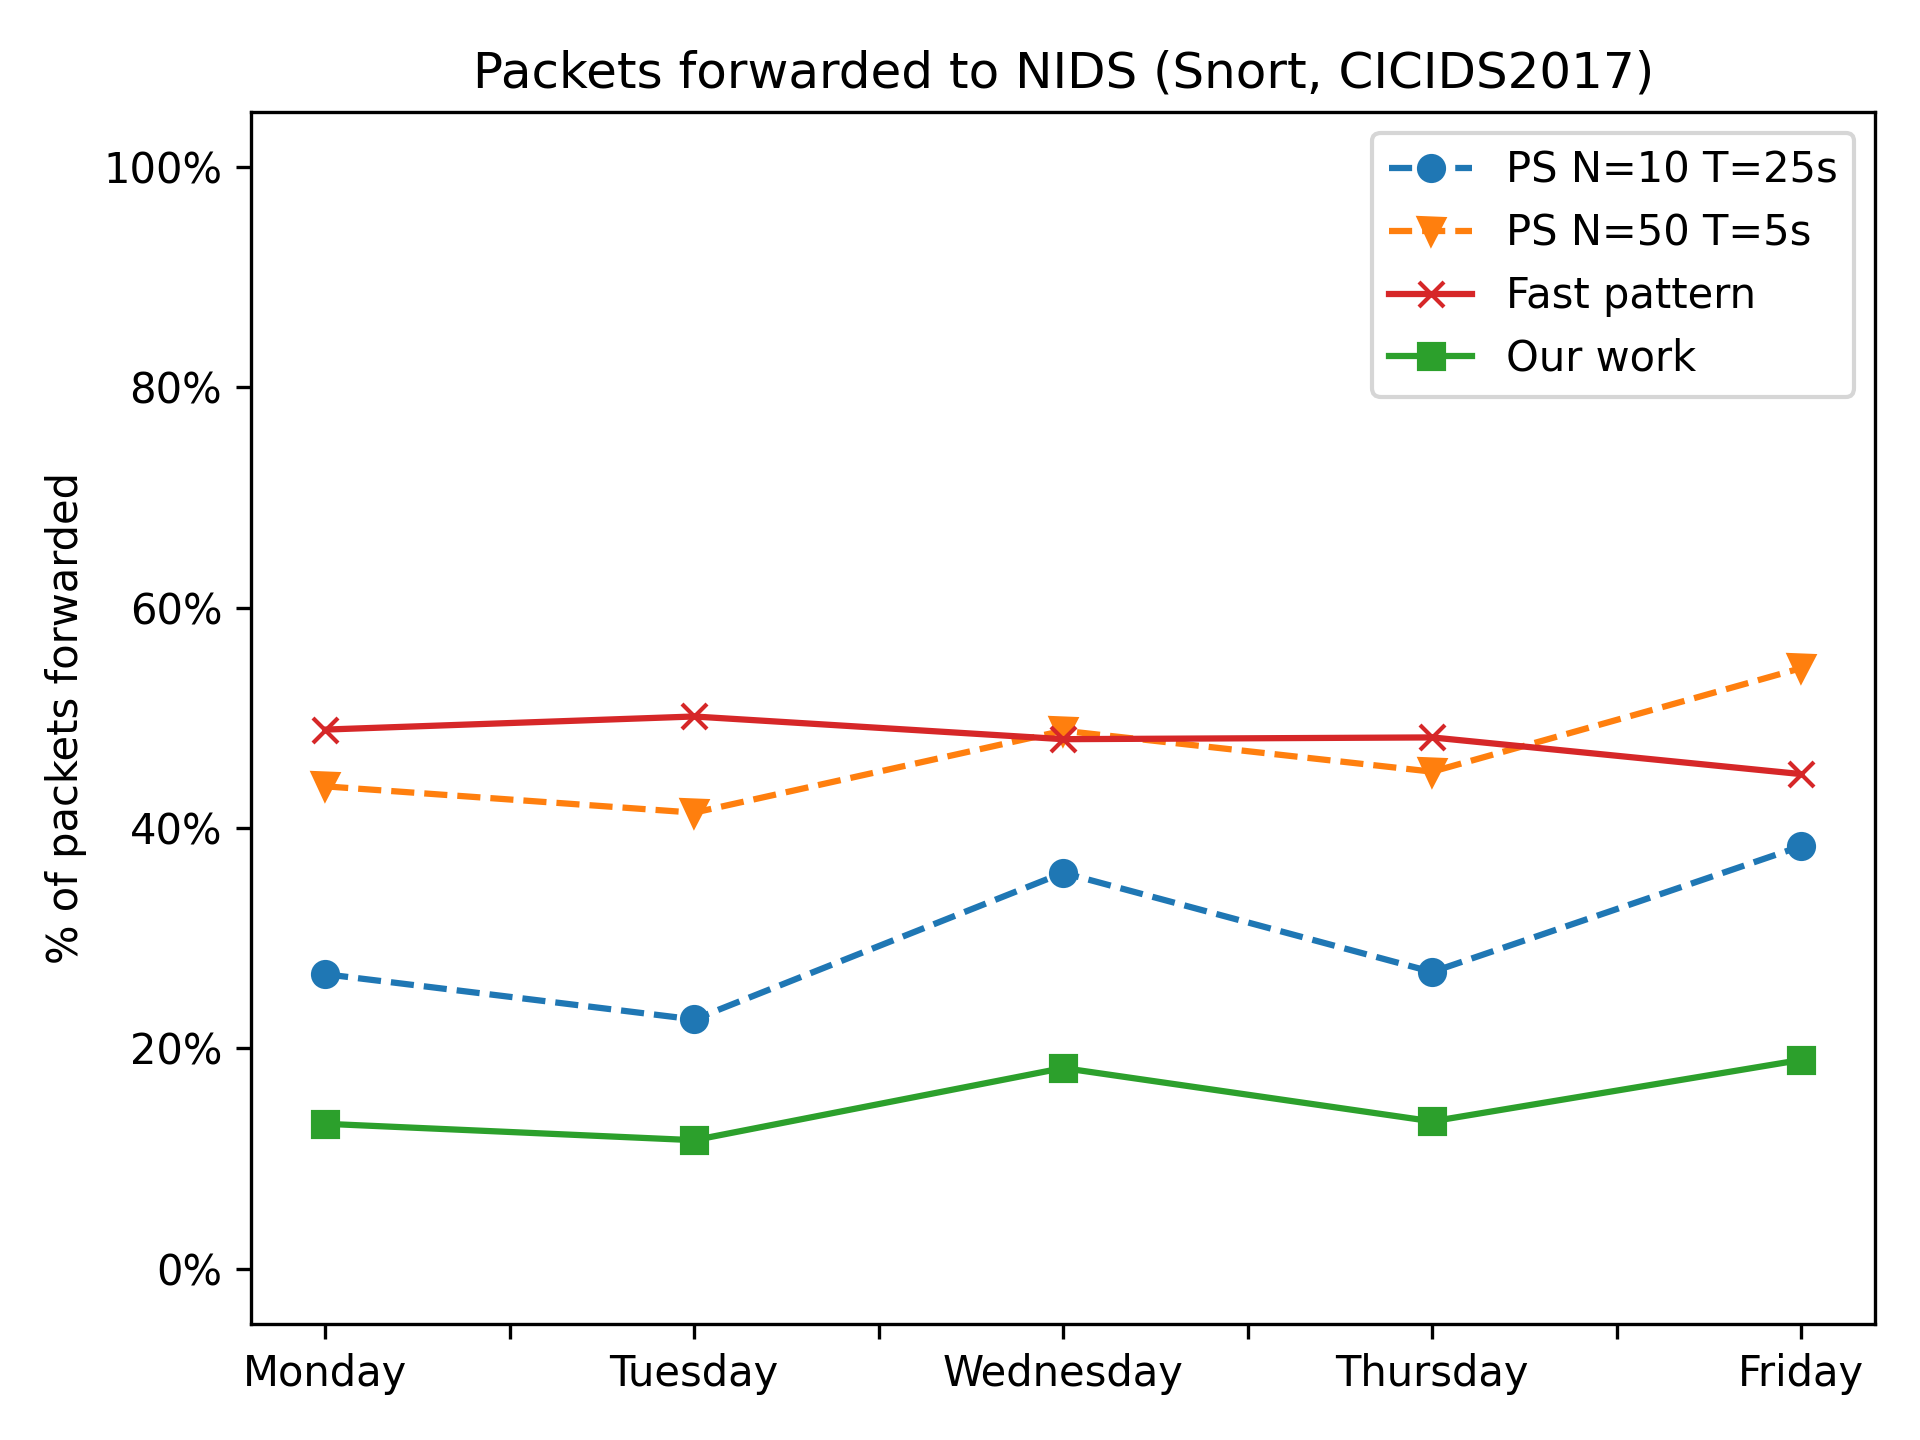 Packets forwarded to NIDS (Snort, CICIDS2017)
% of packets forwarded
100%
80%
60%
40%
20%
0%
PS N=10 T=25s
PS N=50 T=5s
Fast pattern
Our work
Monday
Tuesday
Wednesday
Thursday
Friday